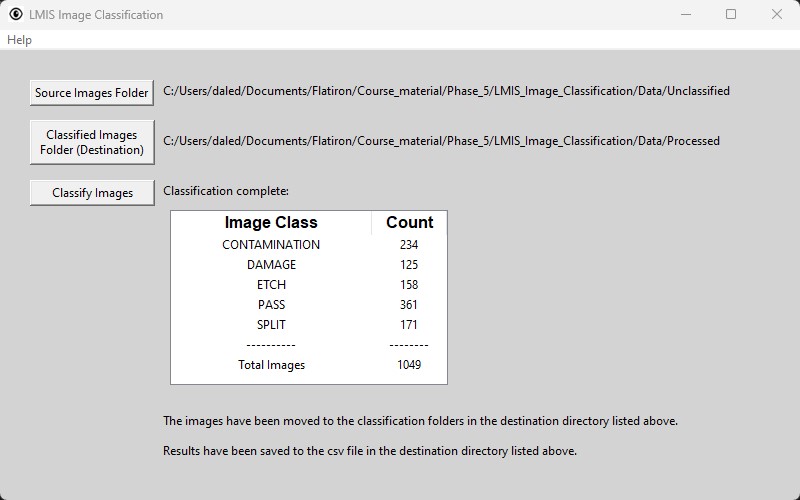 LMIS Image Classification
Help
Source Images Folder C:/Users/daled/Documents/Flatiron/Course_material/Phase_5/LMIS_Image_Classification/Data/Unclassified
Classified Images
Folder (Destination) C:/Users/daled/Documents/Flatiron/Course_material/Phase_5/LMIS_Image_Classification/Data/Processed
Classify Images Classification complete:
Image Class Count
CONTAMINATION 234
DAMAGE 125
ETCH 158
PASS 361
SPLIT 171
---------- --------
Total Images 1049
The images have been moved to the classification folders in the destination directory listed above.
Results have been saved to the csv file in the destination directory listed above.